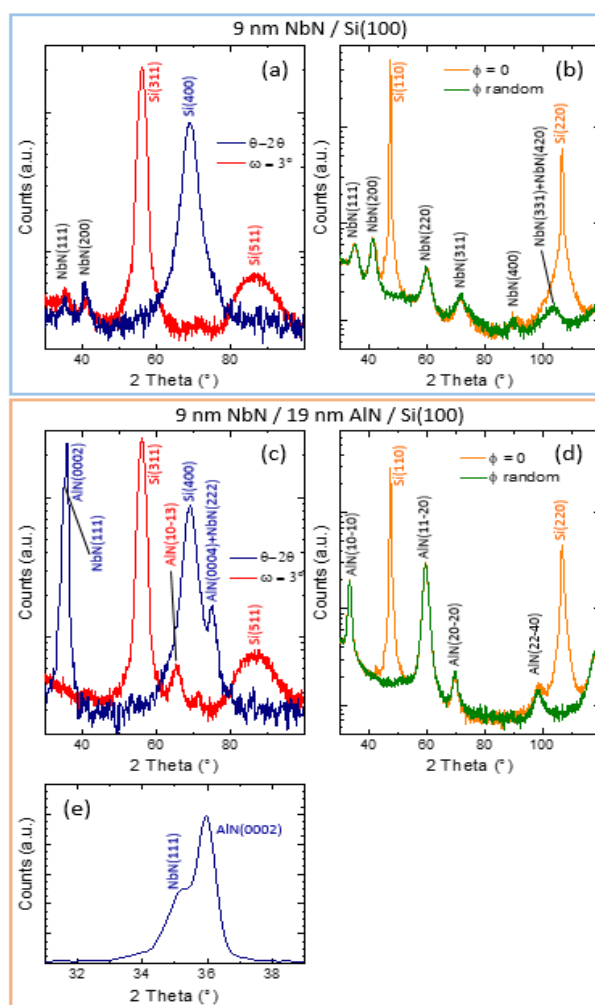 9 nm NbN / Si(100)
(a)
Counts (a.u.)
NbN(111)
NbN(200)
Si(311)
Si(400)
Si(511)
θ−2θ
ω = 3°
40 60 80
2 Theta (°)
(b)
Counts (a.u.)
NbN(111)
NbN(200)
Si(110)
NbN(220)
NbN(311)
NbN(400)
NbN(331)+NbN(420)
Si(220)
ϕ = 0
ϕ random
40 60 80 100
2 Theta (°)
9 nm NbN / 19 nm AlN / Si(100)
(c)
Counts (a.u.)
AlN(0002)
NbN(111)
Si(311)
AlN(10-13)
Si(400)
AlN(0004)+NbN(222)
Si(511)
θ−2θ
ω = 3°
40 60 80
2 Theta (°)
(d)
Counts (a.u.)
AlN(10-10)
Si(110)
AlN(11-20)
AlN(20-20)
AlN(22-40)
Si(220)
ϕ = 0
ϕ random
40 60 80 100
2 Theta (°)
(e)
Counts (a.u.)
NbN(111)
AlN(0002)
32 34 36 38
2 Theta (°)